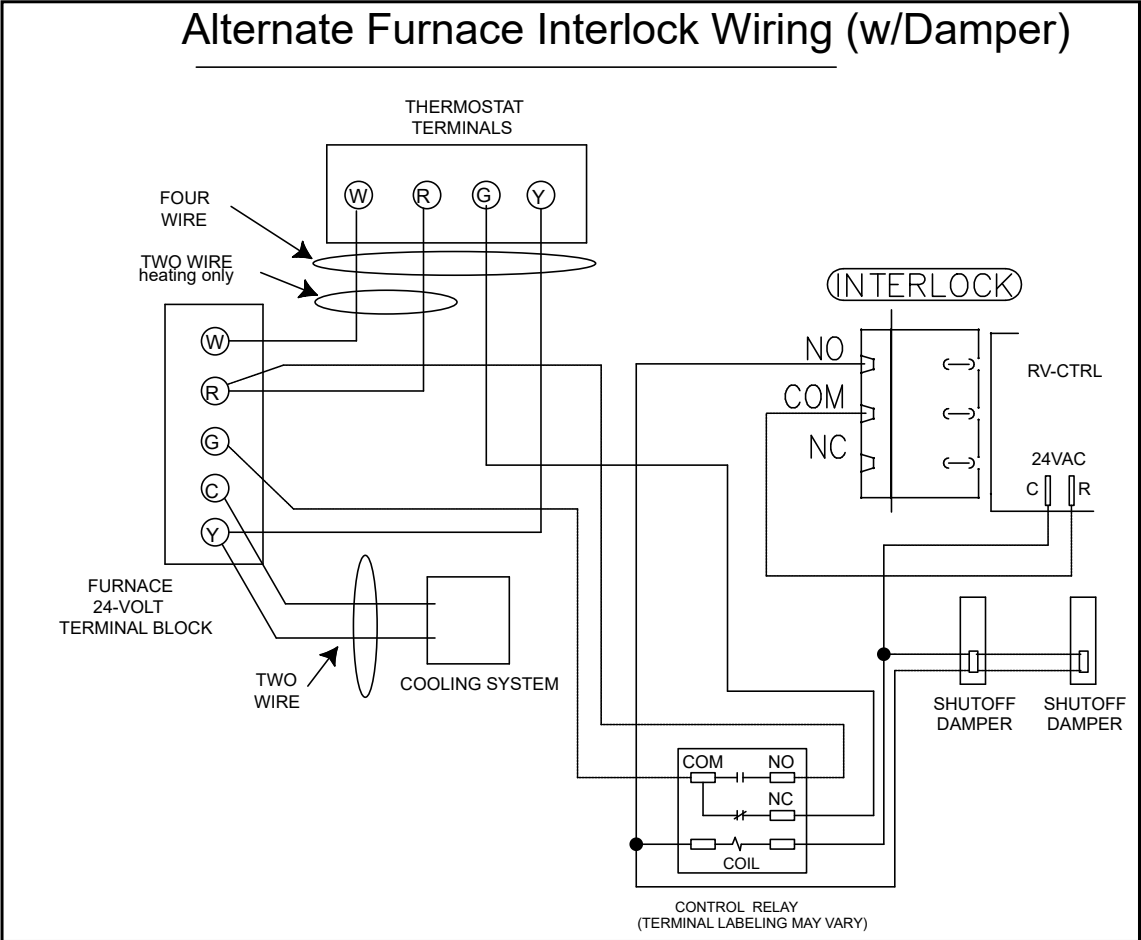 Alternate Furnace Interlock Wiring (w/Damper)
THERMOSTAT
TERMINALS
W R G Y
FOUR
WIRE
TWO WIRE
heating only
W
R
G
C
Y
FURNACE
24-VOLT
TERMINAL BLOCK
TWO
WIRE
COOLING SYSTEM
INTERLOCK
NO
COM
NC
RV-CTRL
24VAC
C R
SHUTOFF
DAMPER
SHUTOFF
DAMPER
COM NO
NC
COIL
CONTROL RELAY
(TERMINAL LABELING MAY VARY)